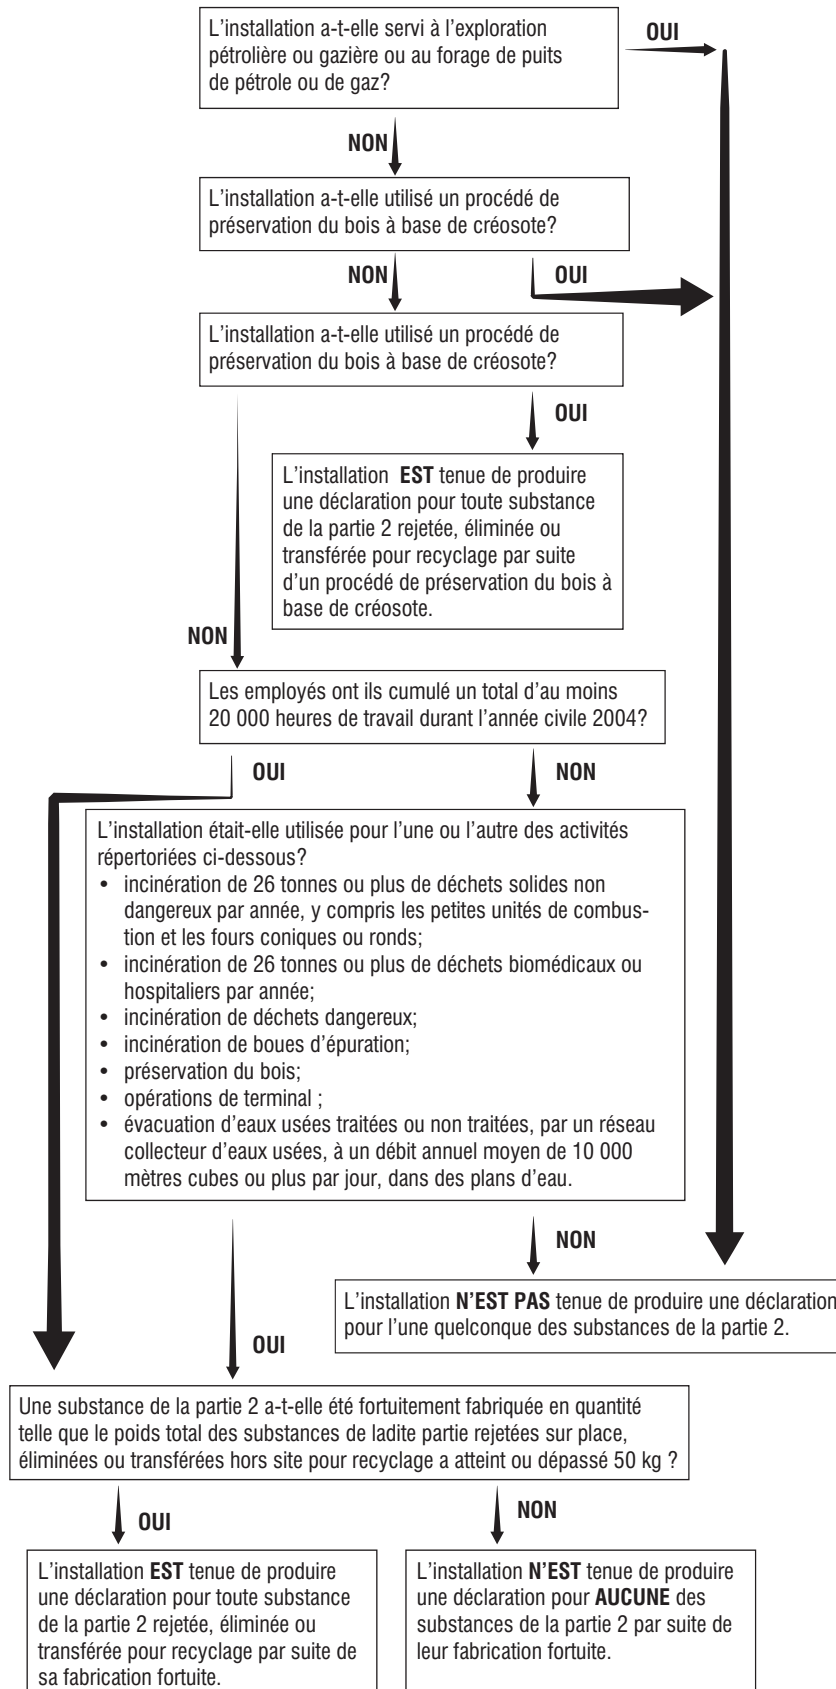 L'installation a-t-elle servi à l'exploration
pétrolière ou gazière ou au forage de puits
de pétrole ou de gaz?
OUI
NON
L'installation a-t-elle utilisé un procédé de
préservation du bois à base de créosote?
NON
OUI
L'installation a-t-elle utilisé un procédé de
préservation du bois à base de créosote?
OUI
L'installation EST tenue de produire
une déclaration pour toute substance
de la partie 2 rejetée, éliminée ou
transférée pour recyclage par suite
d'un procédé de préservation du bois à
base de créosote.
NON
Les employés ont ils cumulé un total d'au moins
20 000 heures de travail durant l'année civile 2004?
OUI
NON
L'installation était-elle utilisée pour l'une ou l'autre des activités
répertoriées ci-dessous?
• incinération de 26 tonnes ou plus de déchets solides non
dangereux par année, y compris les petites unités de combus-
tion et les fours coniques ou ronds;
• incinération de 26 tonnes ou plus de déchets biomédicaux ou
hospitaliers par année;
• incinération de déchets dangereux;
• incinération de boues d'épuration;
• préservation du bois;
• opérations de terminal ;
• évacuation d'eaux usées traitées ou non traitées, par un réseau
collecteur d'eaux usées, à un débit annuel moyen de 10 000
mètres cubes ou plus par jour, dans des plans d'eau.
NON
L'installation N'EST PAS tenue de produire une déclaration
pour l'une quelconque des substances de la partie 2.
OUI
Une substance de la partie 2 a-t-elle été fortuitement fabriquée en quantité
telle que le poids total des substances de ladite partie rejetées sur place,
éliminées ou transférées hors site pour recyclage a atteint ou dépassé 50 kg ?
OUI
NON
L'installation EST tenue de produire
une déclaration pour toute substance
de la partie 2 rejetée, éliminée ou
transférée pour recyclage par suite de
sa fabrication fortuite.
L'installation N'EST tenue de produire
une déclaration pour AUCUNE des
substances de la partie 2 par suite de
leur fabrication fortuite.